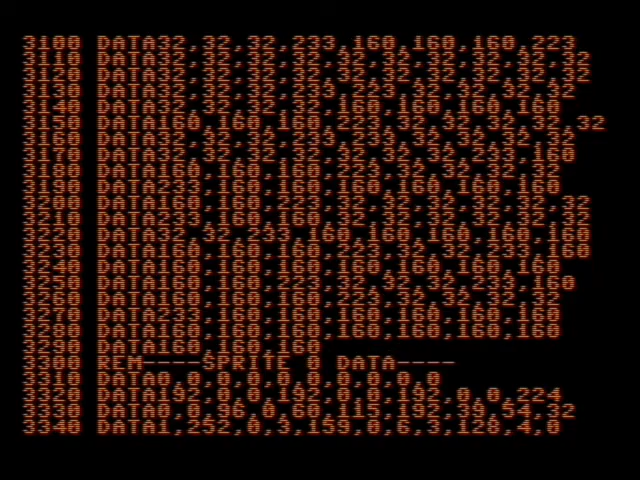 3100 DATA32,32,32,233,160,160,160,223
3110 DATA32,32,32,32,32,32,32,32,32,32
3120 DATA32,32,32,32,32,32,32,32,32,32
3130 DATA32,32,32,233,223,32,32,32,32
3140 DATA32,32,32,32,160,160,160,160
3150 DATA160,160,160,223,32,32,32,32,32
3160 DATA32,32,32,233,223,32,32,32,32
3170 DATA32,32,32,32,32,32,32,233,160
3180 DATA160,160,160,223,32,32,32,32
3190 DATA233,160,160,160,160,160,160
3200 DATA160,160,223,32,32,32,32,32,32
3210 DATA233,160,160,32,32,32,32,32,32
3220 DATA32,32,233,160,160,160,160,160
3230 DATA160,160,160,223,32,32,233,160
3240 DATA160,160,160,160,160,160,160
3250 DATA160,160,223,32,32,32,233,160
3260 DATA160,160,160,223,32,32,32,32
3270 DATA233,160,160,160,160,160,160
3280 DATA160,160,160,160,160,160,160
3290 DATA160,160,160
3300 REM----SPRITE 0 DATA----
3310 DATA0,0,0,0,0,0,0,0,0,0
3320 DATA192,0,0,192,0,0,192,0,0,224
3330 DATA0,0,96,0,60,115,192,39,54,32
3340 DATA1,252,0,3,159,0,6,3,128,4,0